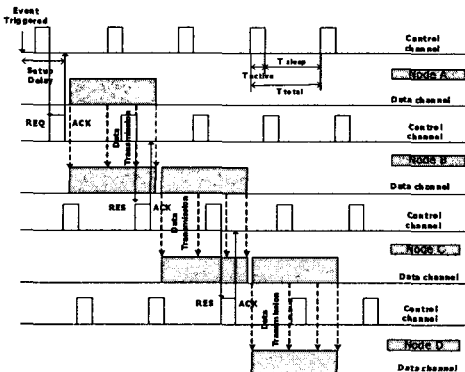 Event
Triggered
Control
channel
Setup
Delay
T sleep
T active
T total
Node A
Data channel
REQ
ACK
Data
Transmission
Control
channel
Node B
Data channel
RES
ACK
Data
Transmission
Control
channel
Node C
Data channel
RES
ACK
Data
Transmission
Control
channel
Node D
Data channel